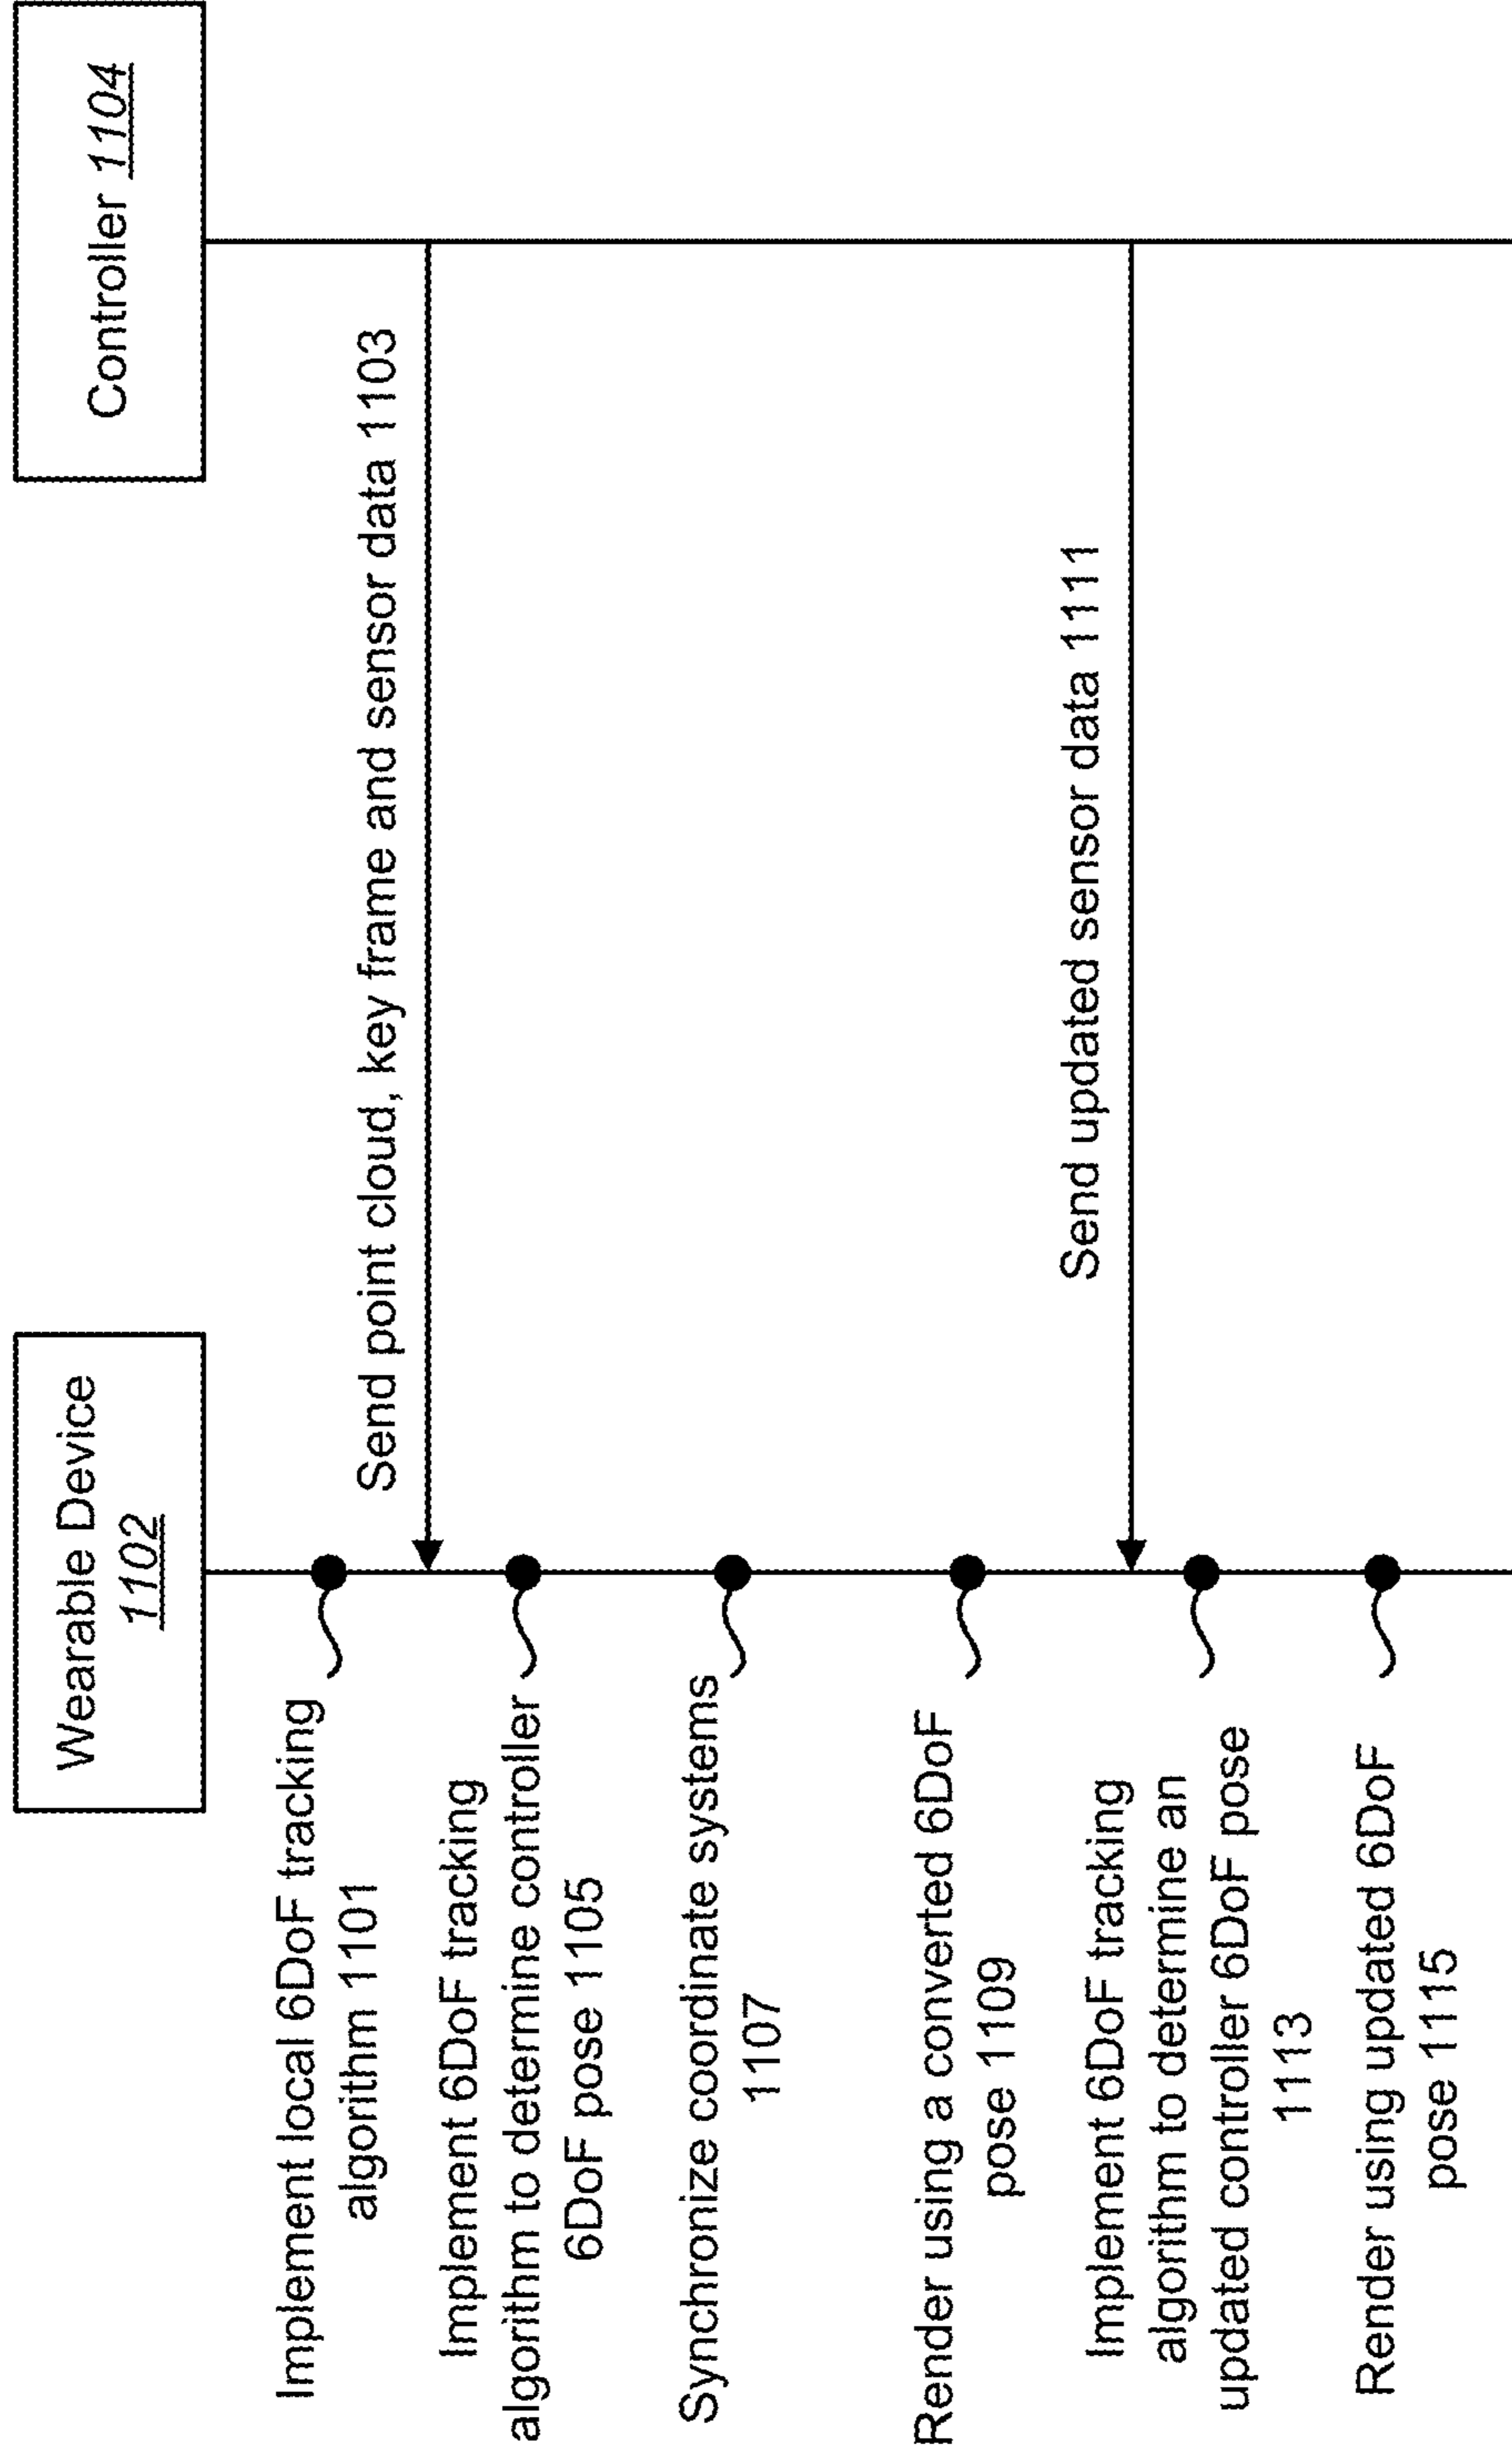 Wearable Device
1102
Controller 1104
Implement local 6DoF tracking
algorithm 1101
Send point cloud, key frame and sensor data 1103
Implement 6DoF tracking
algorithm to determine controller
6DoF pose 1105
Synchronize coordinate systems
1107
Render using a converted 6DoF
pose 1109
Send updated sensor data 1111
Implement 6DoF tracking
algorithm to determine an
updated controller 6DoF pose
1113
Render using updated 6DoF
pose 1115